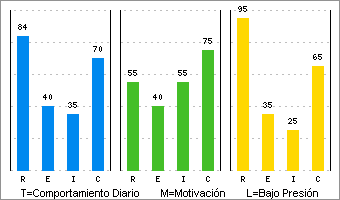 84 40 35 70 55 40 55 75 95 35 25 65
R E I C R E I C R E I C
T=Comportamiento Diario M=Motivación L=Bajo Presión